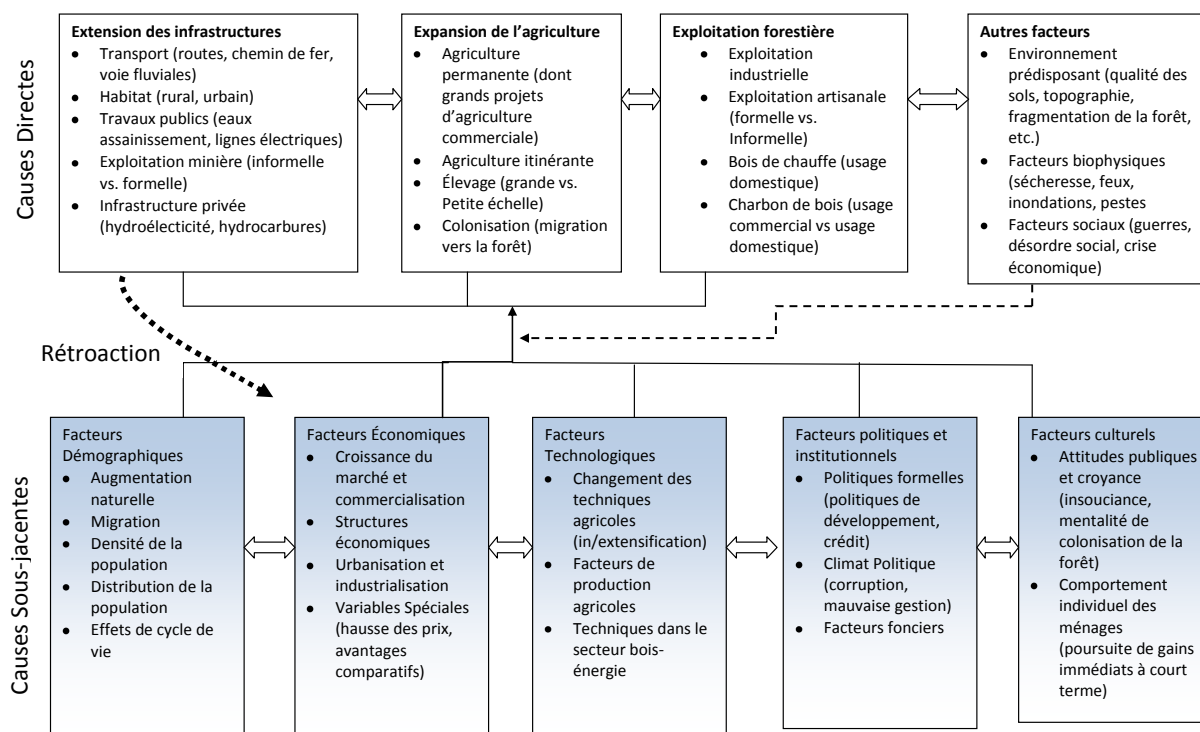 Causes Directes
Extension des infrastructures
● Transport (routes, chemin de fer,
voie fluviales)
● Habitat (rural, urbain)
● Travaux publics (eaux
assainissement, lignes électriques)
● Exploitation minière (informelle
vs. formelle)
● Infrastructure privée
(hydroélecticité, hydrocarbures)
Expansion de l'agriculture
● Agriculture
permanente (dont
grands projets
d'agriculture
commerciale)
● Agriculture itinérante
● Élevage (grande vs.
Petite échelle)
● Colonisation (migration
vers la forêt)
Exploitation forestière
● Exploitation
industrielle
● Exploitation artisanale
(formelle vs.
Informelle)
● Bois de chauffe (usage
domestique)
● Charbon de bois (usage
commercial vs usage
domestique)
Autres facteurs
● Environnement
prédisposant (qualité des
sols, topographie,
fragmentation de la forêt,
etc.)
● Facteurs biophysiques
(sécheresse, feux,
inondations, pestes
● Facteurs sociaux (guerres,
désordre social, crise
économique)
Rétroaction
Causes Sous-jacentes
Facteurs
Démographiques
● Augmentation
naturelle
● Migration
● Densité de la
population
● Distribution de la
population
● Effets de cycle de
vie
Facteurs Économiques
● Croissance du
marché et
commercialisation
● Structures
économiques
● Urbanisation et
industrialisation
● Variables Spéciales
(hausse des prix,
avantages
comparatifs)
Facteurs
Technologiques
● Changement des
techniques
agricoles
(in/extensification)
● Facteurs de
production
agricoles
● Techniques dans le
secteur bois-
énergie
Facteurs politiques et
institutionnels
● Politiques formelles
(politiques de
développement,
crédit)
● Climat Politique
(corruption,
mauvaise gestion)
● Facteurs fonciers
Facteurs culturels
● Attitudes publiques
et croyance
(insouciance,
mentalité de
colonisation de la
forêt)
● Comportement
individuel des
ménages
(poursuite de gains
immédiats à court
terme)